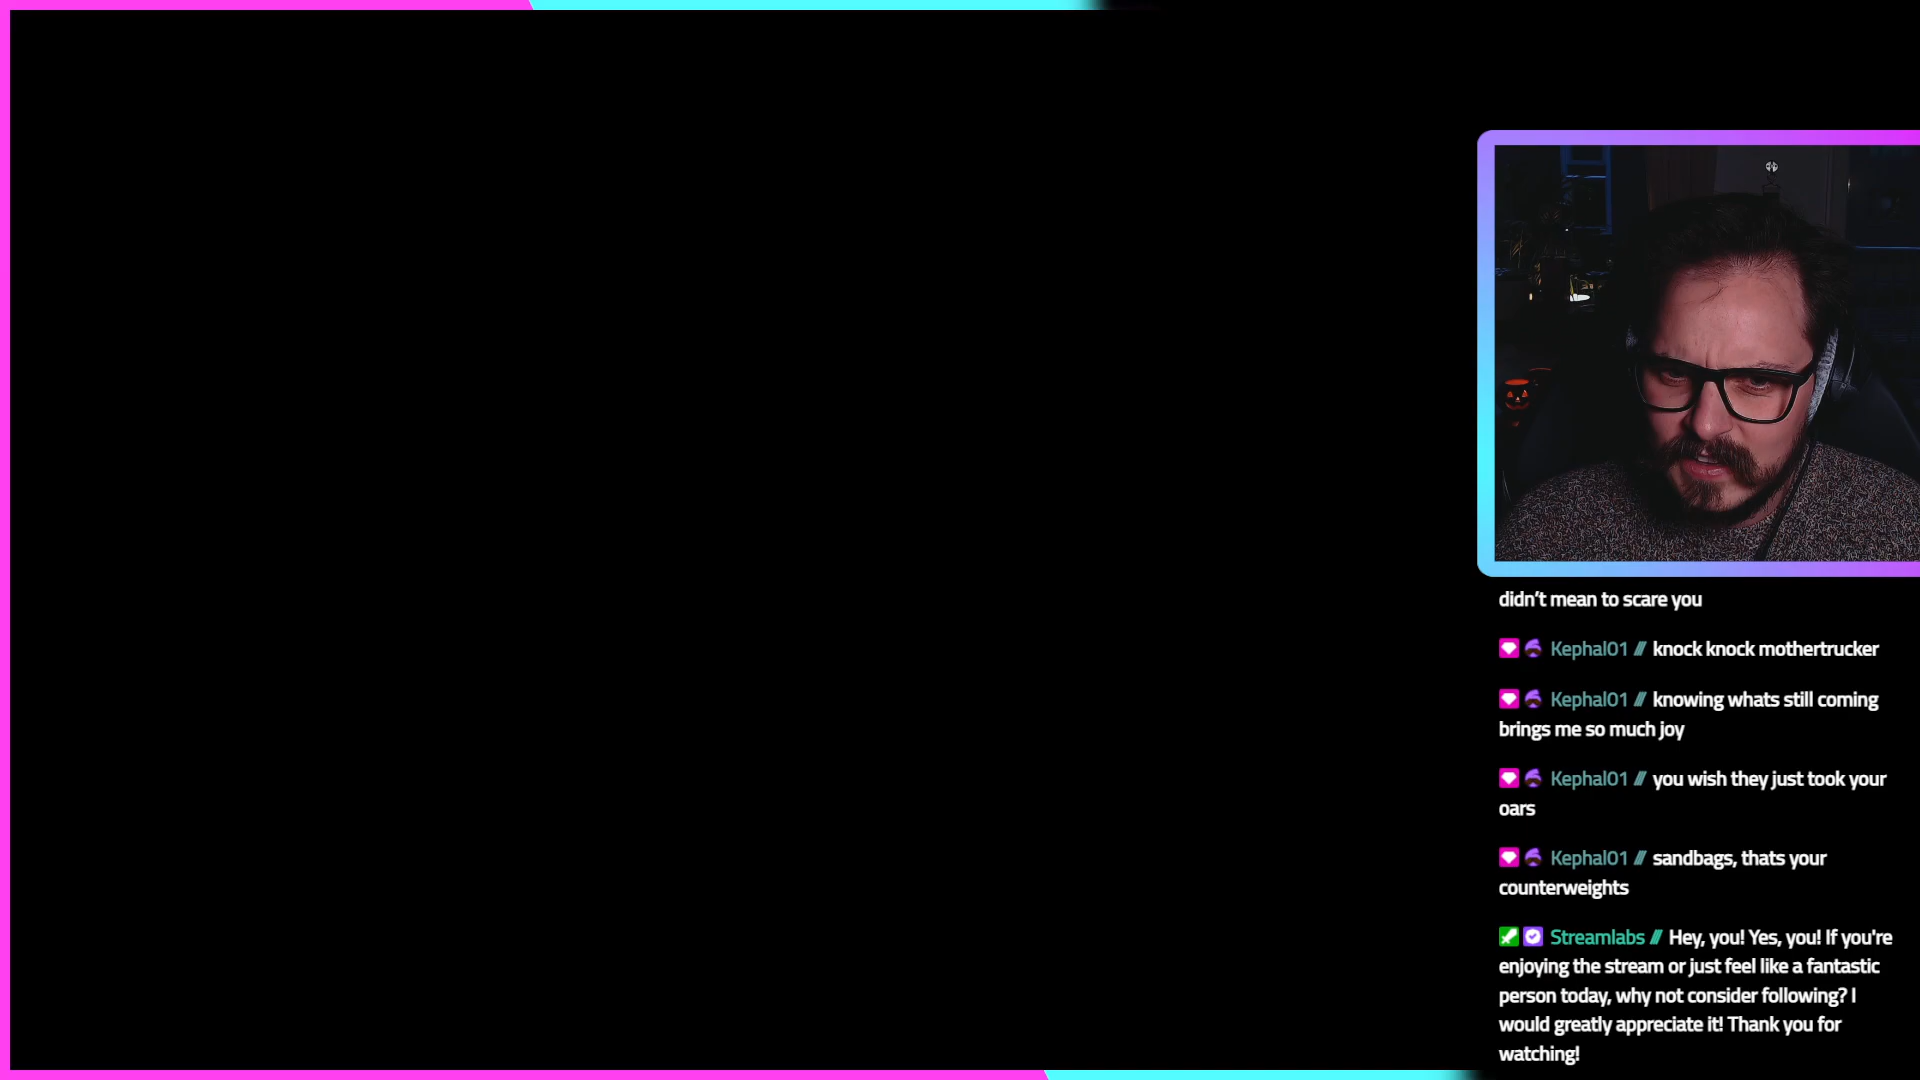 didn’t mean to scare you
Kephal01 /// knock knock mothertrucker
Kephal01 /// knowing whats still coming
brings me so much joy
Kephal01 /// you wish they just took your
oars
Kephal01 /// sandbags, thats your
counterweights
Streamlabs /// Hey, you! Yes, you! If you're
enjoying the stream or just feel like a fantastic
person today, why not consider following? I
would greatly appreciate it! Thank you for
watching!